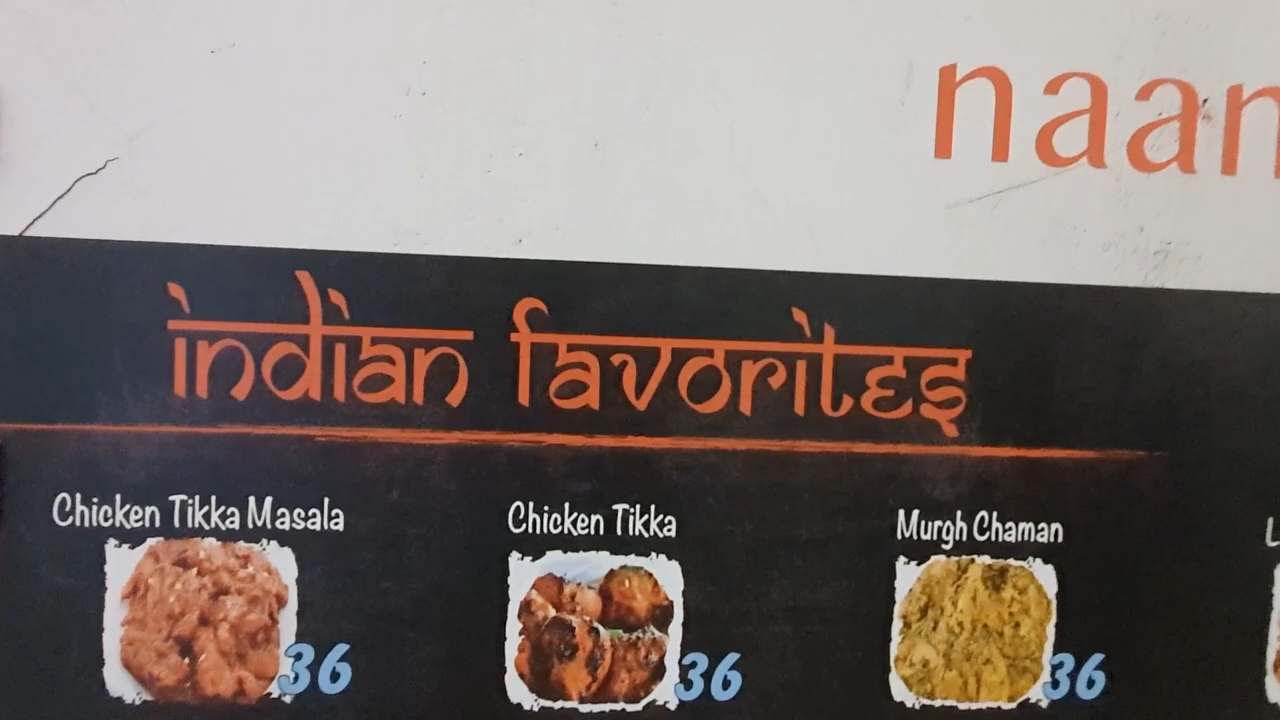 naan
indian favorites
Chicken Tikka Masala
Chicken Tikka
Murgh Chaman
36
36
36